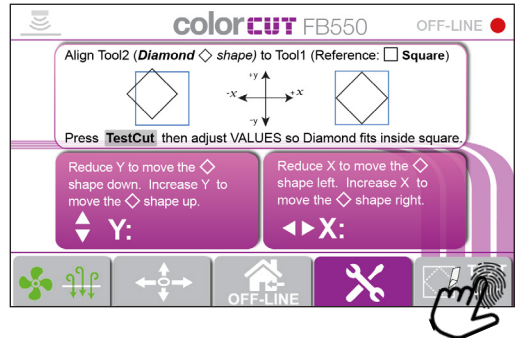 colorCUT FB550 OFF-LINE
Align Tool2 (Diamond ◇ shape) to Tool1 (Reference: □ Square)
+y
-x +x
-y
Press TestCut then adjust VALUES so Diamond fits inside square.
Reduce Y to move the ◇
shape down. Increase Y to
move the ◇ shape up.
Y:
Reduce X to move the ◇
shape left. Increase X to
move the ◇ shape right.
X:
OFF-LINE